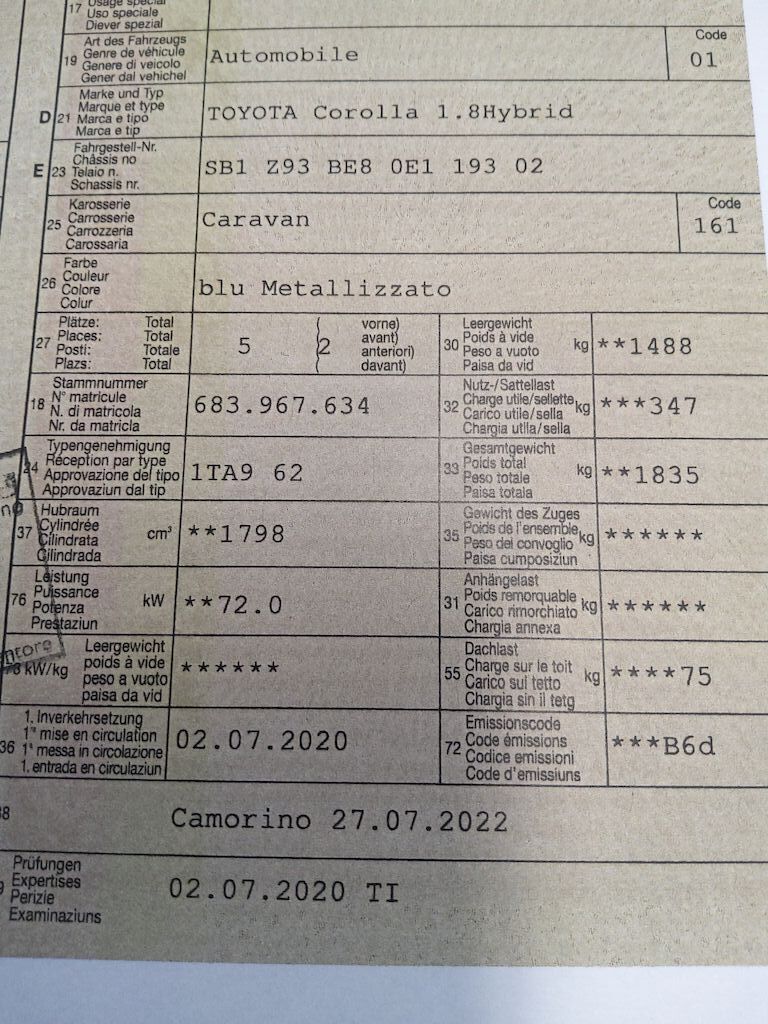 17 Usage spécial
Uso speciale
Diever spezial
19 Art des Fahrzeugs
Genre de véhicule
Genere di veicolo
Gener dal vehichel
Automobile
Code
01
D 21 Marke und Typ
Marque et type
Marca e tipo
Marca e tip
TOYOTA Corolla 1.8Hybrid
E 23 Fahrgestell-Nr.
Châssis no
Telaio n.
Schassis nr.
SB1 Z93 BE8 0E1 193 02
25 Karosserie
Carrosserie
Carrozzeria
Carossaria
Caravan
Code
161
26 Farbe
Couleur
Colore
Colur
blu Metallizzato
27 Plätze: Total
Places: Total
Posti: Totale
Plazs: Total
5 (2 vorne)
avant)
anteriori)
davant)
30 Leergewicht
Poids à vide
Peso a vuoto
Paisa da vid
kg **1488
18 Stammnummer
N° matricule
N. di matricola
Nr. da matricla
683.967.634
32 Nutz-/Sattellast
Charge utile/sellette
Carico utile/sella
Chargia utila/sella
kg ***347
24 Typengenehmigung
Réception par type
Approvazione del tipo
Approvaziun dal tip
1TA9 62
33 Gesamtgewicht
Poids total
Peso totale
Paisa totala
kg **1835
37 Hubraum
Cylindrée
Cilindrata
Cilindrada
cm³ **1798
35 Gewicht des Zuges
Poids de l'ensemble
Peso del convoglio
Paisa cumposiziun
kg ******
76 Leistung
Puissance
Potenza
Prestaziun
kW **72.0
31 Anhängelast
Poids remorquable
Carico rimorchiato
Chargia annexa
kg ******
kW/kg Leergewicht
poids à vide
peso a vuoto
paisa da vid
******
55 Dachlast
Charge sur le toit
Carico sul tetto
Chargia sin il tetg
kg ****75
36 1. Inverkehrsetzung
1re mise en circulation
1a messa in circolazione
1. entrada en circulaziun
02.07.2020
72 Emissionscode
Code émissions
Codice emissioni
Code d'emissiuns
***B6d
Camorino 27.07.2022
Prüfungen
Expertises
Perizie
Examinaziuns
02.07.2020 TI